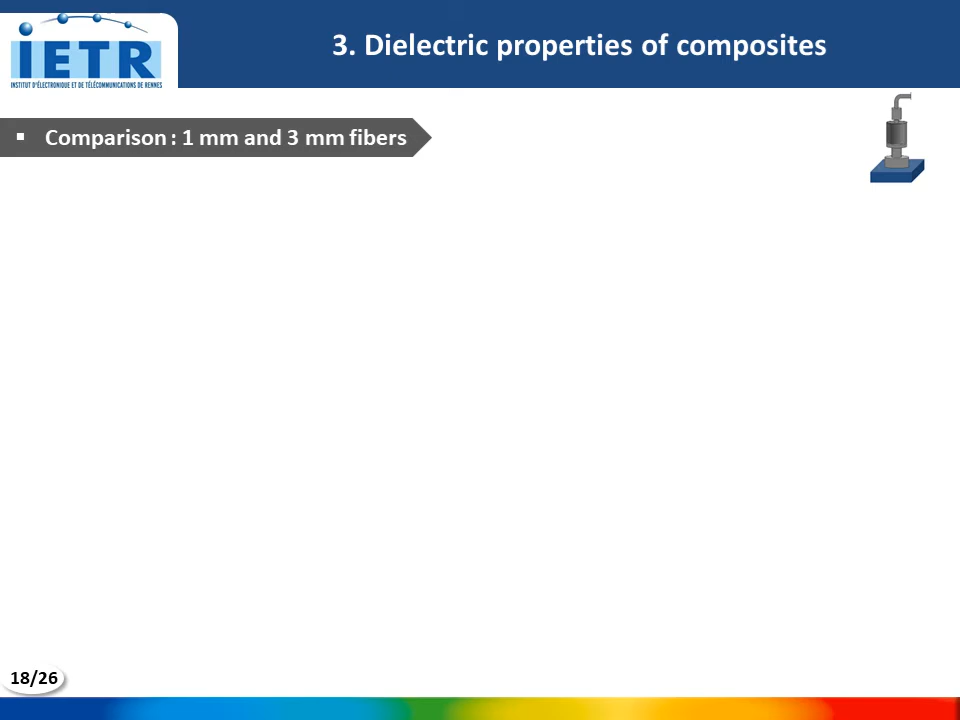 iETR
INSTITUT D'ÉLECTRONIQUE ET DE TÉLÉCOMMUNICATIONS DE RENNES
3. Dielectric properties of composites
▪ Comparison : 1 mm and 3 mm fibers
18/26